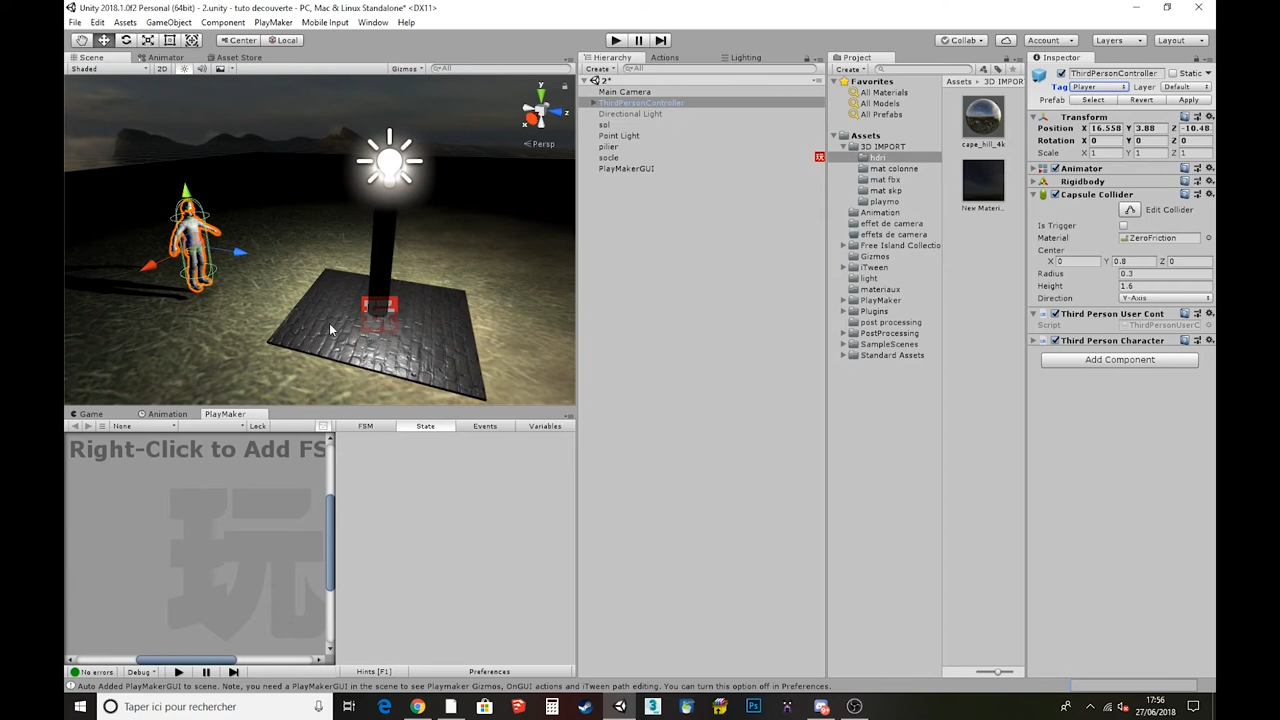 Unity 2018.1.0f2 Personal (64bit) - 2.unity - tuto decouverte - PC, Mac & Linux Standalone* <DX11>
File Edit Assets GameObject Component PlayMaker Mobile Input Window Help
Center Local Collab Account Layers Layout
Scene Animator Asset Store
Shaded 2D Gizmos All
y
x
z
Persp
Game Animation PlayMaker
None Lock FSM State Events Variables
Right-Click to Add FS
玩
No errors Debug Hints [F1] Preferences
Hierarchy Actions Lighting
Create All
2*
Main Camera
ThirdPersonController
Directional Light
sol
Point Light
pilier
socle 玩
PlayMakerGUI
Project
Create
Favorites
All Materials
All Models
All Prefabs
Assets
3D IMPORT
hdri
mat colonne
mat fbx
mat skp
playmo
Animation
effet de camera
effets de camera
Free Island Collectio
Gizmos
iTween
light
materiaux
PlayMaker
Plugins
post processing
PostProcessing
SampleScenes
Standard Assets
Assets 3D IMPOR
cape_hill_4k
New Materi...
Inspector
ThirdPersonController Static
Tag Player Layer Default
Prefab Select Revert Apply
Transform
Position X 16.558 Y 3.88 Z -10.48
Rotation X 0 Y 0 Z 0
Scale X 1 Y 1 Z 1
Animator
Rigidbody
Capsule Collider
Edit Collider
Is Trigger
Material ZeroFriction
Center
X 0 Y 0.8 Z 0
Radius 0.3
Height 1.6
Direction Y-Axis
Third Person User Cont
Script ThirdPersonUserC
Third Person Character
Add Component
Auto Added PlayMakerGUI to scene. Note, you need a PlayMakerGUI in the scene to see Playmaker Gizmos, OnGUI actions and iTween path editing. You can turn this option off in Preferences.
Taper ici pour rechercher
17:56
27/06/2018